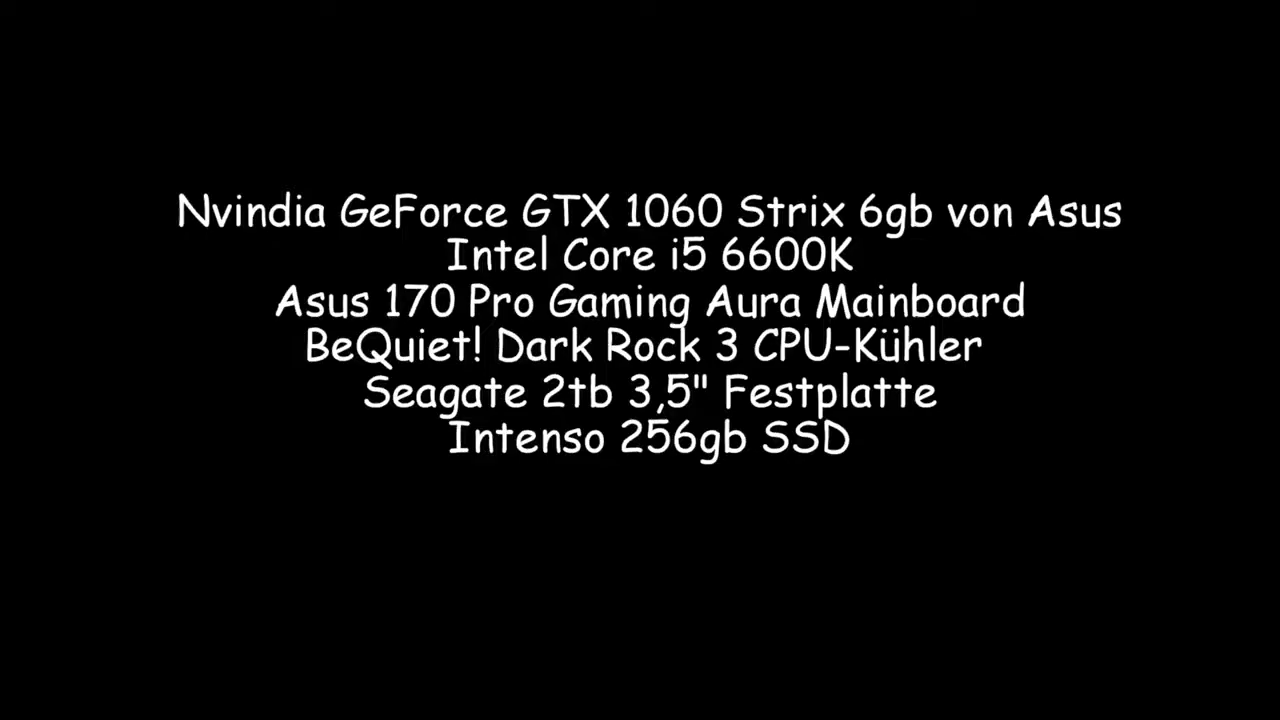 Nvindia GeForce GTX 1060 Strix 6gb von Asus
Intel Core i5 6600K
Asus 170 Pro Gaming Aura Mainboard
BeQuiet! Dark Rock 3 CPU-Kühler
Seagate 2tb 3,5" Festplatte
Intenso 256gb SSD